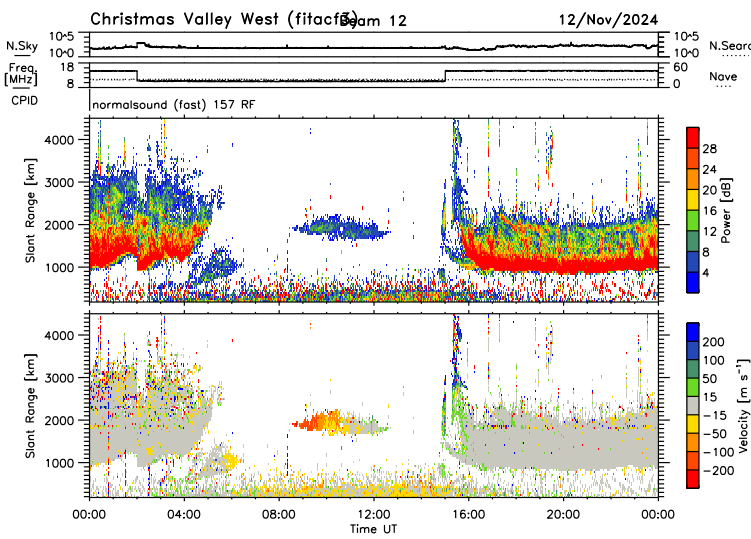 Christmas Valley West (fitacf3) Beam 12 12/Nov/2024
N.Sky 10^5 10^0 10^5 10^0 N.Sear
Freq. [MHz] 18 8 60 0 Nave
CPID normalsound (fast) 157 RF
Slant Range [km] 4000 3000 2000 1000
28 24 20 16 12 8 4 Power [dB]
Slant Range [km] 4000 3000 2000 1000
200 100 50 15 -15 -50 -100 -200 Velocity [m s⁻¹]
00:00 04:00 08:00 12:00 16:00 20:00 00:00
Time UT